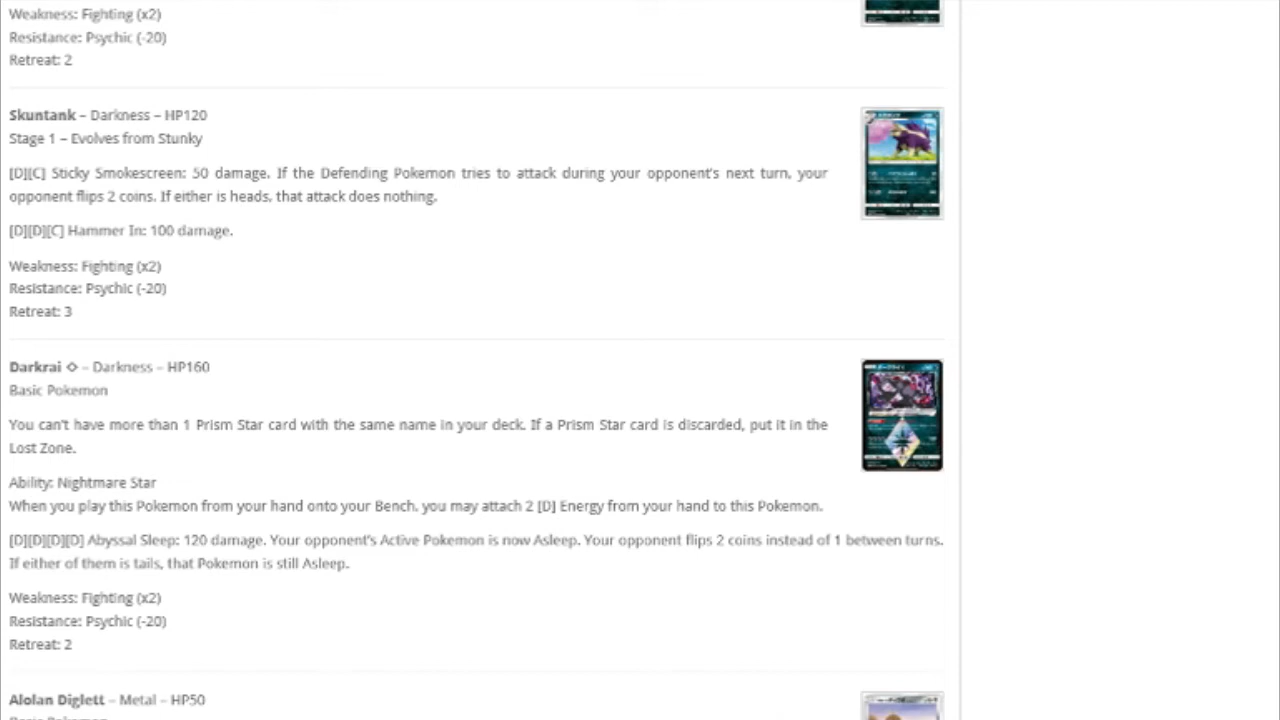 Weakness: Fighting (x2)
Resistance: Psychic (-20)
Retreat: 2
Skuntank – Darkness – HP120
Stage 1 – Evolves from Stunky
[D][C] Sticky Smokescreen: 50 damage. If the Defending Pokemon tries to attack during your opponent's next turn, your
opponent flips 2 coins. If either is heads, that attack does nothing.
[D][D][C] Hammer In: 100 damage.
Weakness: Fighting (x2)
Resistance: Psychic (-20)
Retreat: 3
Darkrai ◇ – Darkness – HP160
Basic Pokemon
You can't have more than 1 Prism Star card with the same name in your deck. If a Prism Star card is discarded, put it in the
Lost Zone.
Ability: Nightmare Star
When you play this Pokemon from your hand onto your Bench, you may attach 2 [D] Energy from your hand to this Pokemon.
[D][D][D][D] Abyssal Sleep: 120 damage. Your opponent's Active Pokemon is now Asleep. Your opponent flips 2 coins instead of 1 between turns.
If either of them is tails, that Pokemon is still Asleep.
Weakness: Fighting (x2)
Resistance: Psychic (-20)
Retreat: 2
Alolan Diglett – Metal – HP50
Basic Pokemon